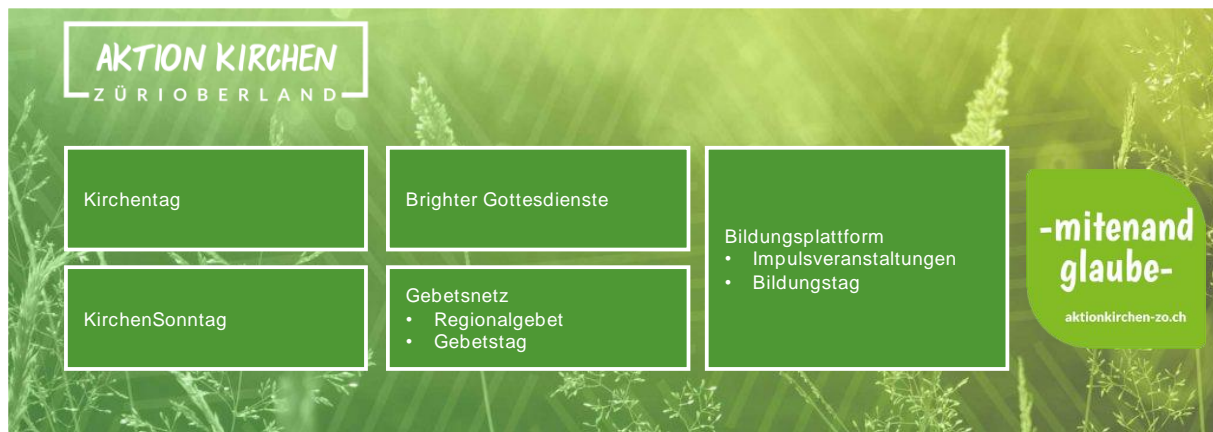 AKTION KIRCHEN
ZÜRIOBERLAND
Kirchentag
KirchenSonntag
Brighter Gottesdienste
Gebetsnetz
• Regionalgebet
• Gebetstag
Bildungsplattform
• Impulsveranstaltungen
• Bildungstag
-mitenand
glaube-
aktionkirchen-zo.ch